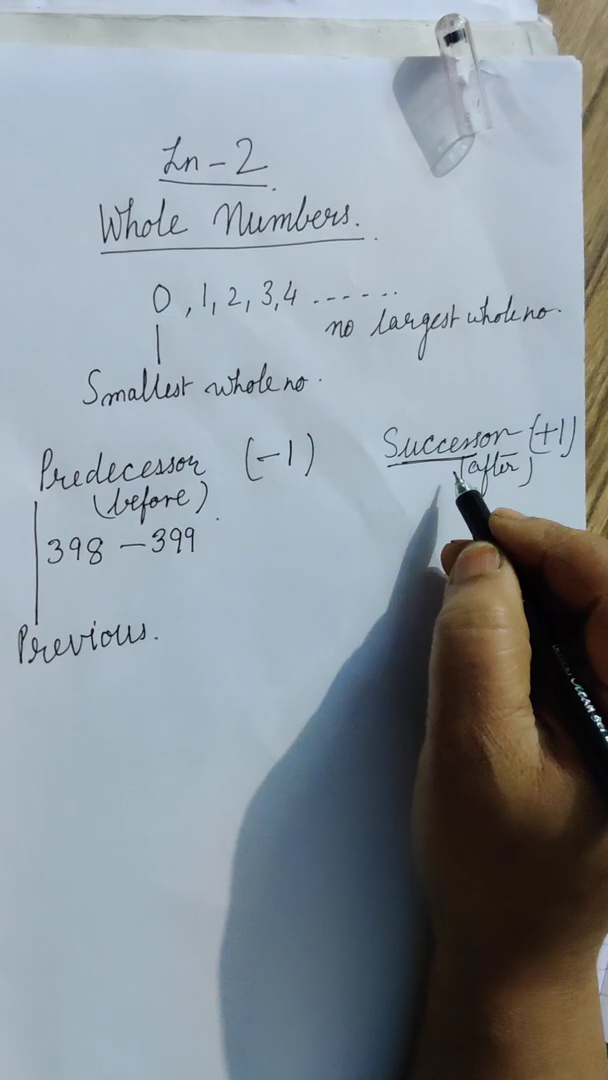 Ln - 2
Whole Numbers.
0, 1, 2, 3, 4 ------
no largest whole no.
Smallest whole no.
Predecessor (-1)
(before)
398 - 399
Previous.
Successor (+1)
(after)